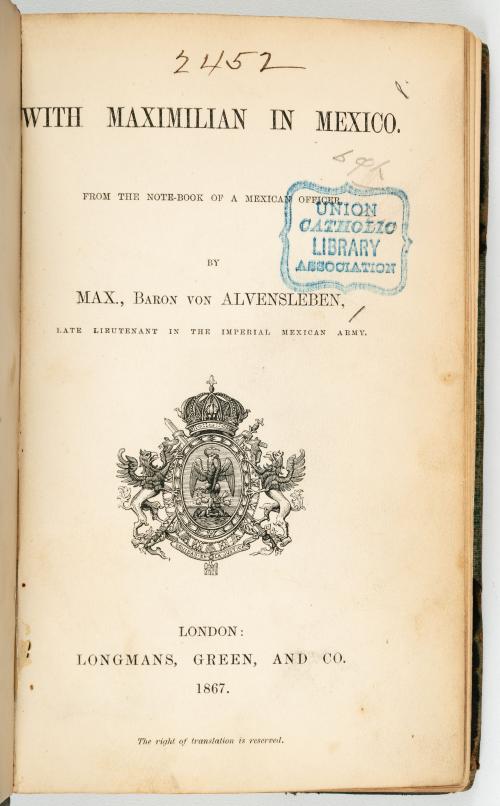 2452
WITH MAXIMILIAN IN MEXICO.
FROM THE NOTE-BOOK OF A MEXICAN OFFICER
UNION
CATHOLIC
LIBRARY
ASSOCIATION
BY
MAX., BARON VON ALVENSLEBEN,
LATE LIEUTENANT IN THE IMPERIAL MEXICAN ARMY.
LONDON:
LONGMANS, GREEN, AND CO.
1867.
The right of translation is reserved.